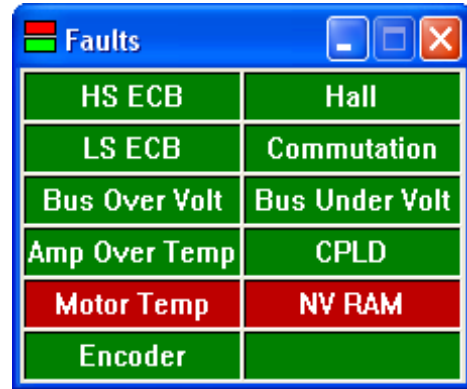 Faults
HS ECB Hall
LS ECB Commutation
Bus Over Volt Bus Under Volt
Amp Over Temp CPLD
Motor Temp NV RAM
Encoder